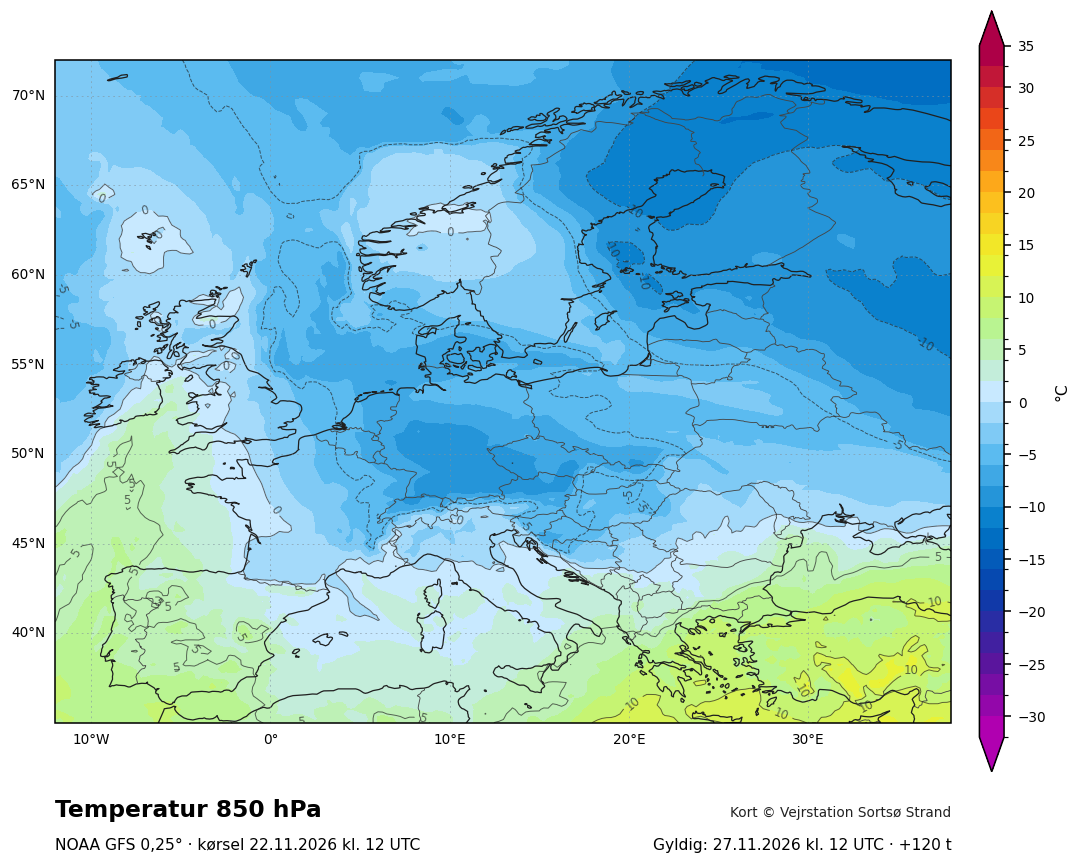 70°N
65°N
60°N
55°N
50°N
45°N
40°N
10°W
0°
10°E
20°E
30°E
35
30
25
20
15
10
5
0
−5
−10
−15
−20
−25
−30
°C
Temperatur 850 hPa
Kort © Vejrstation Sortsø Strand
NOAA GFS 0,25° · kørsel 22.11.2026 kl. 12 UTC
Gyldig: 27.11.2026 kl. 12 UTC · +120 t